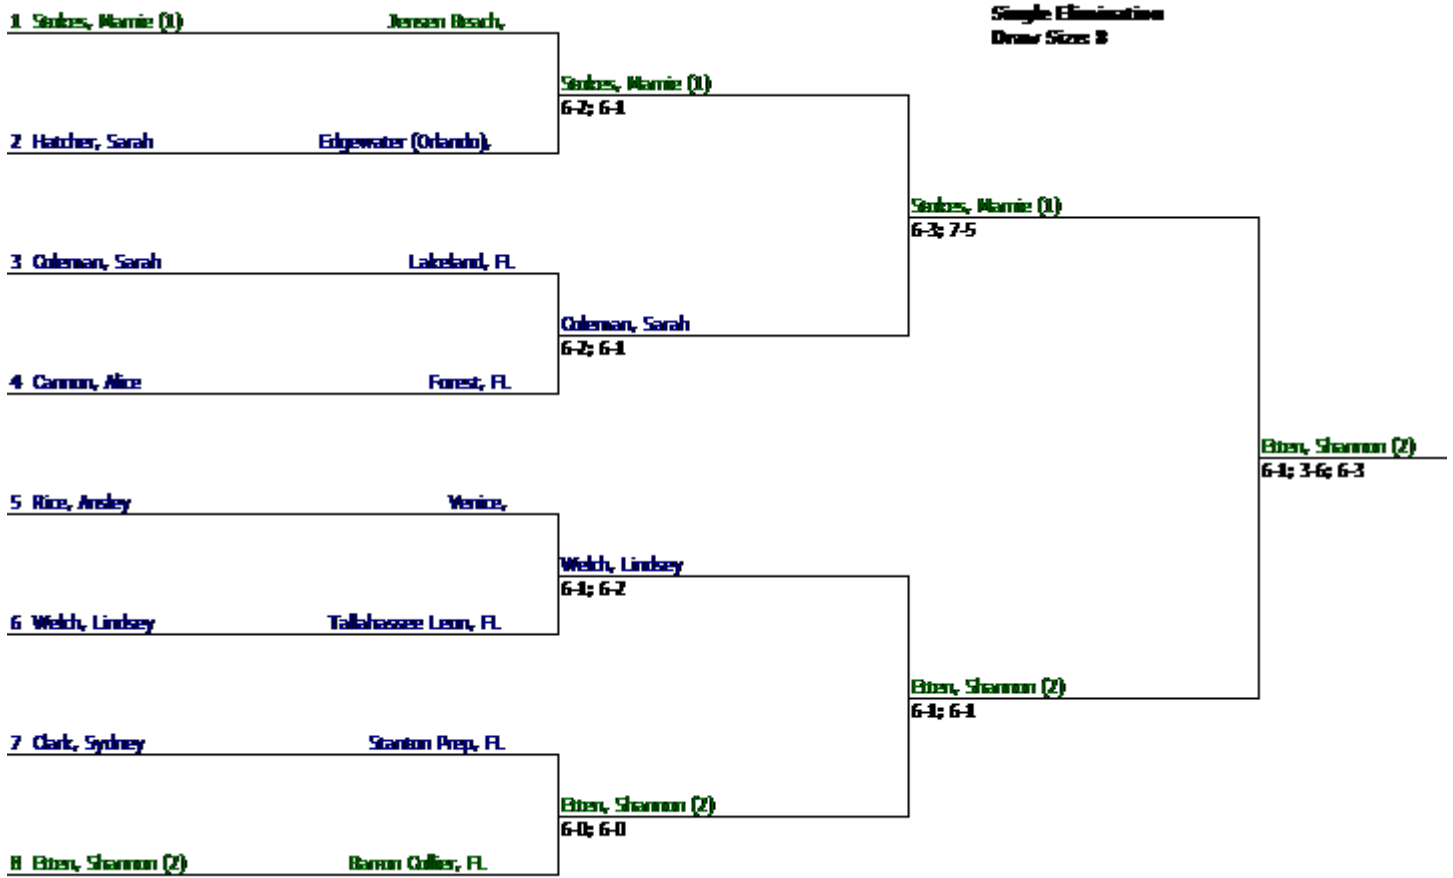 Single Elimination
Draw Size: 8
1 Stokes, Mamie (1) Jensen Beach,
Stokes, Mamie (1)
6-2; 6-1
2 Hatcher, Sarah Edgewater (Orlando),
Stokes, Mamie (1)
6-3; 7-5
3 Coleman, Sarah Lakeland, FL
Coleman, Sarah
6-2; 6-1
4 Cannon, Alice Forest, FL
Etten, Shannon (2)
6-1; 3-6; 6-3
5 Rice, Ansley Venice,
Welch, Lindsey
6-1; 6-2
6 Welch, Lindsey Tallahassee Leon, FL
Etten, Shannon (2)
6-1; 6-1
7 Clark, Sydney Stanton Prep, FL
Etten, Shannon (2)
6-0; 6-0
8 Etten, Shannon (2) Barron Collier, FL